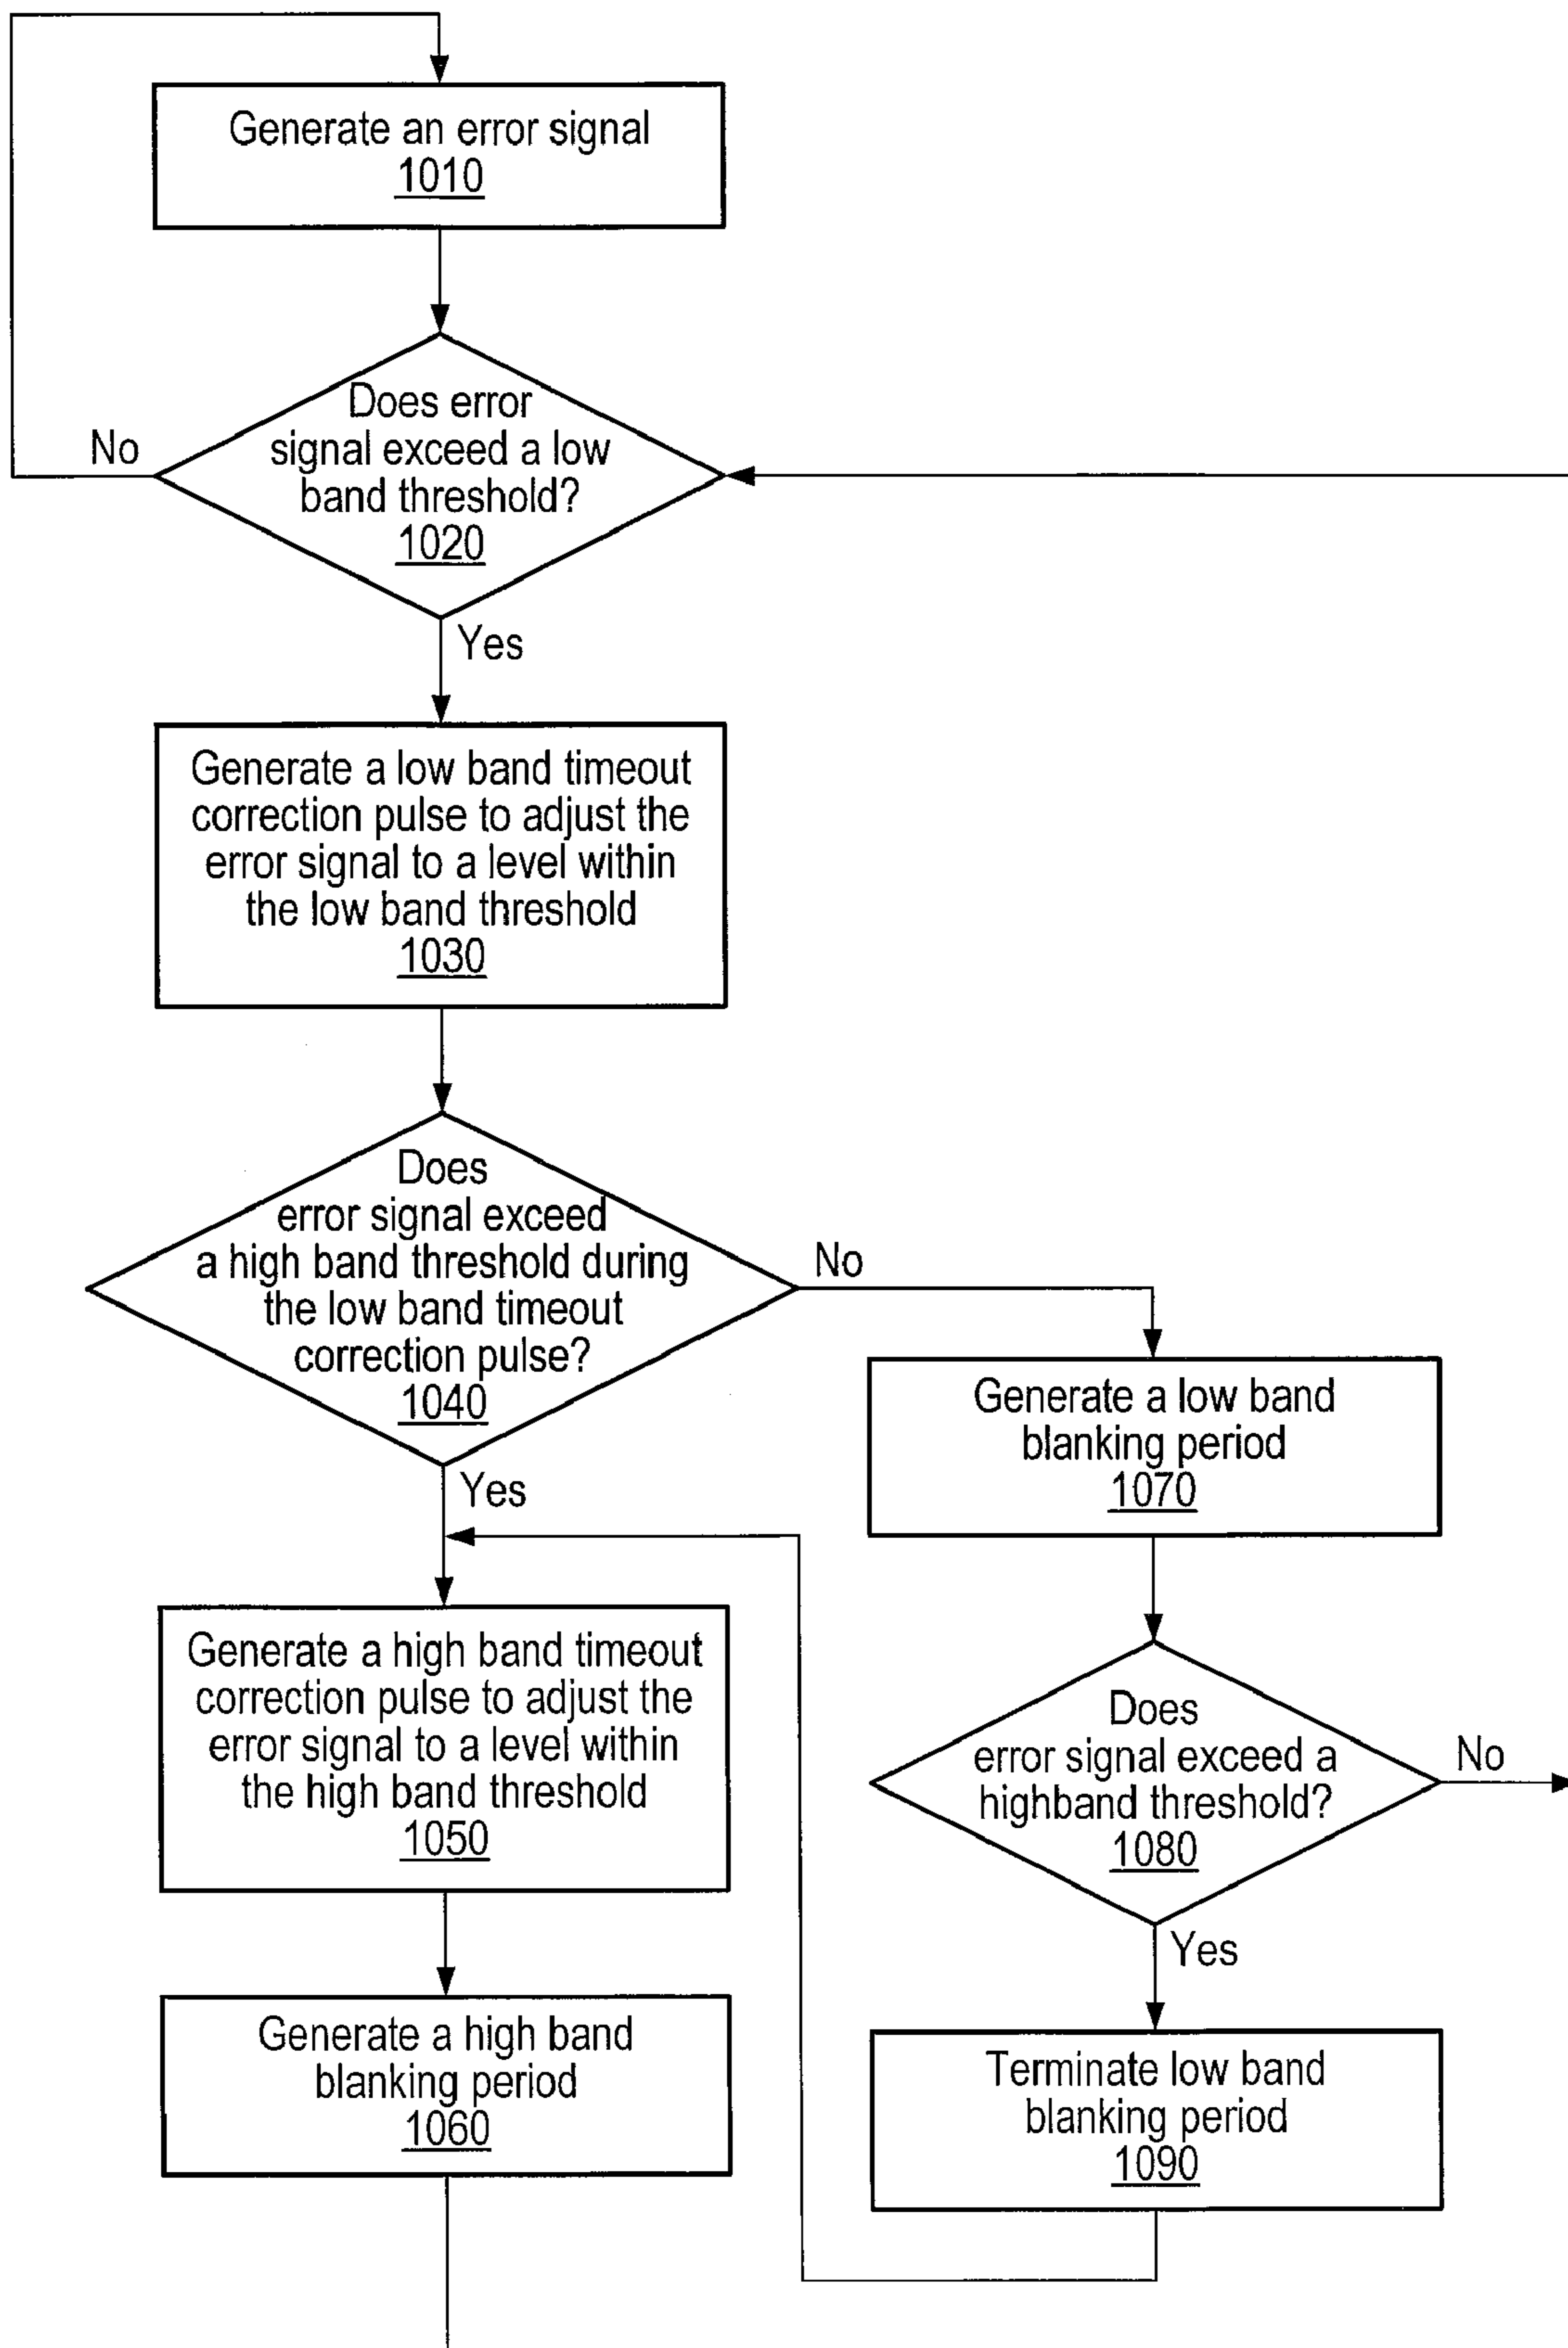 Generate an error signal
1010
Does error
signal exceed a low
band threshold?
1020
No
Yes
Generate a low band timeout
correction pulse to adjust the
error signal to a level within
the low band threshold
1030
Does
error signal exceed
a high band threshold during
the low band timeout
correction pulse?
1040
No
Yes
Generate a low band
blanking period
1070
Generate a high band timeout
correction pulse to adjust the
error signal to a level within
the high band threshold
1050
Does
error signal exceed a
highband threshold?
1080
No
Yes
Generate a high band
blanking period
1060
Terminate low band
blanking period
1090